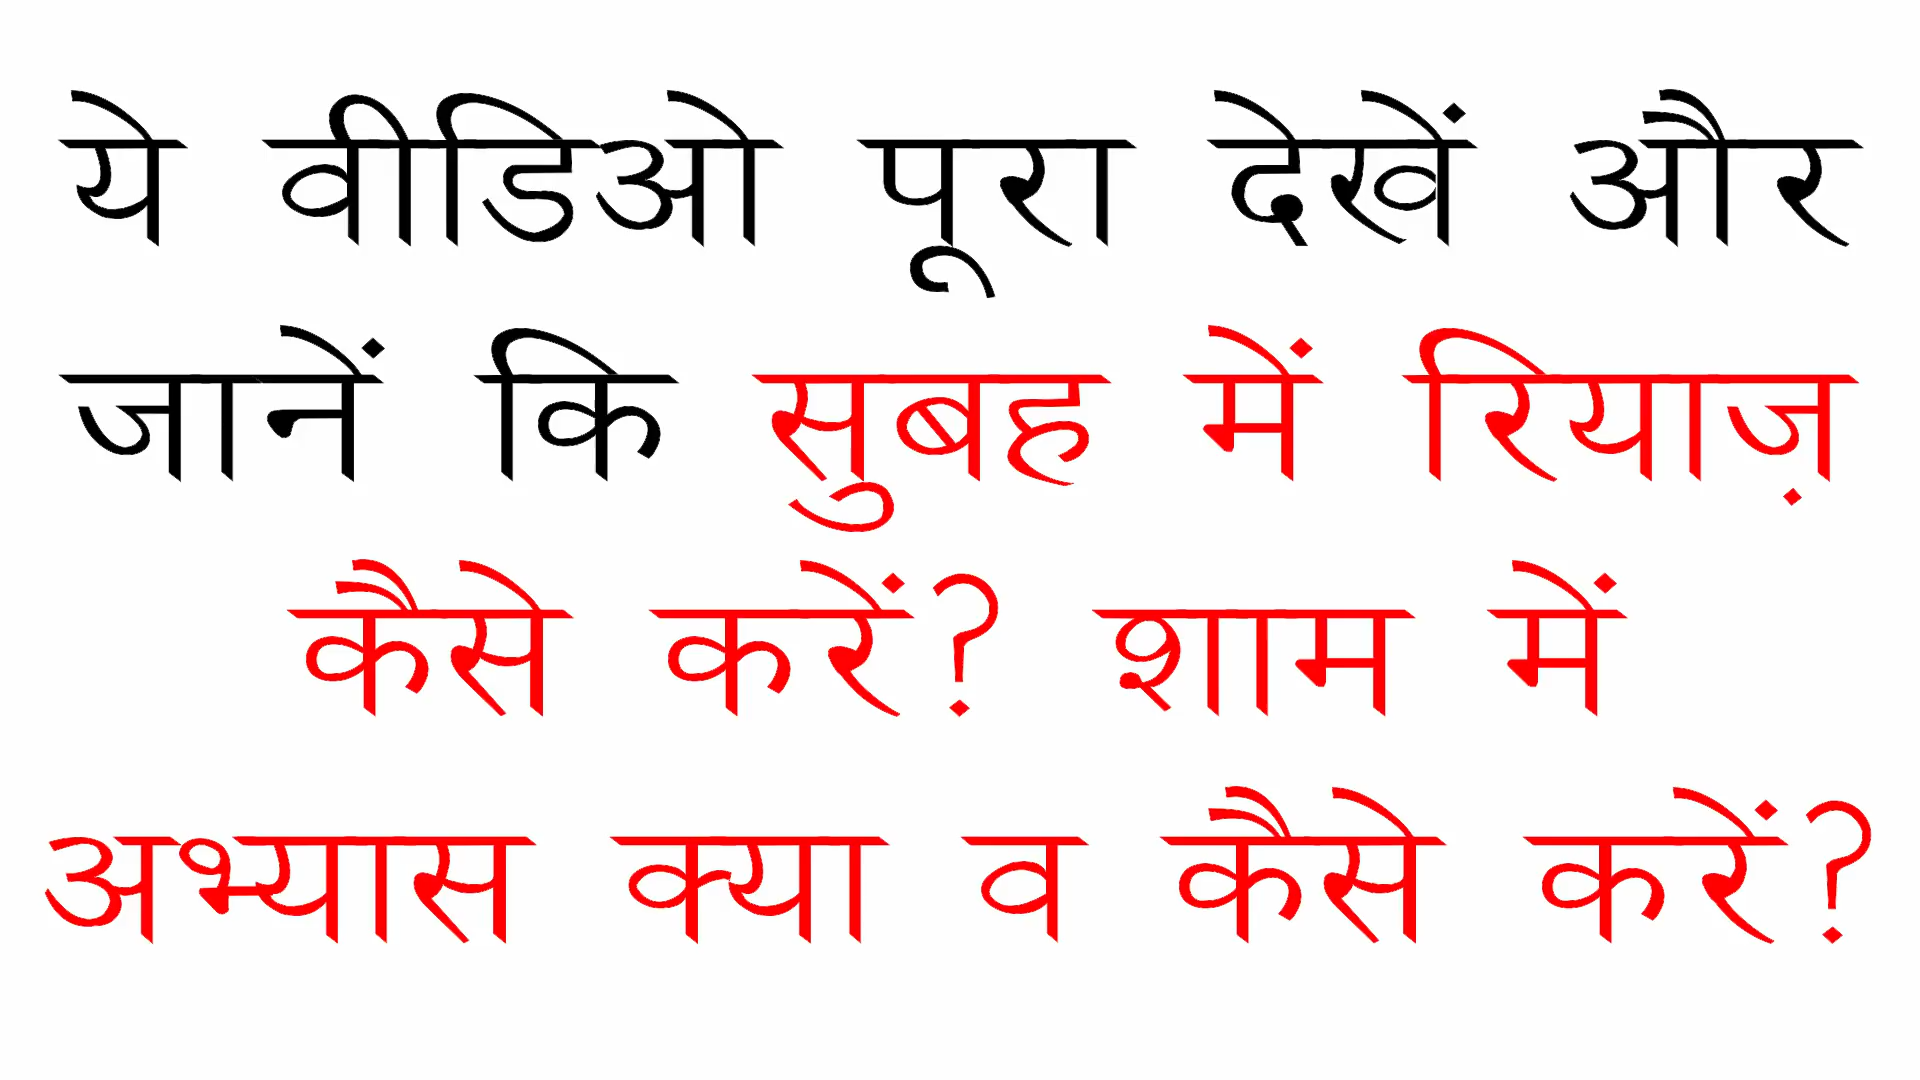 ये वीडिओ पूरा देखें और
जानें कि सुबह में रियाज़
कैसे करें? शाम में
अभ्यास क्या व कैसे करें?